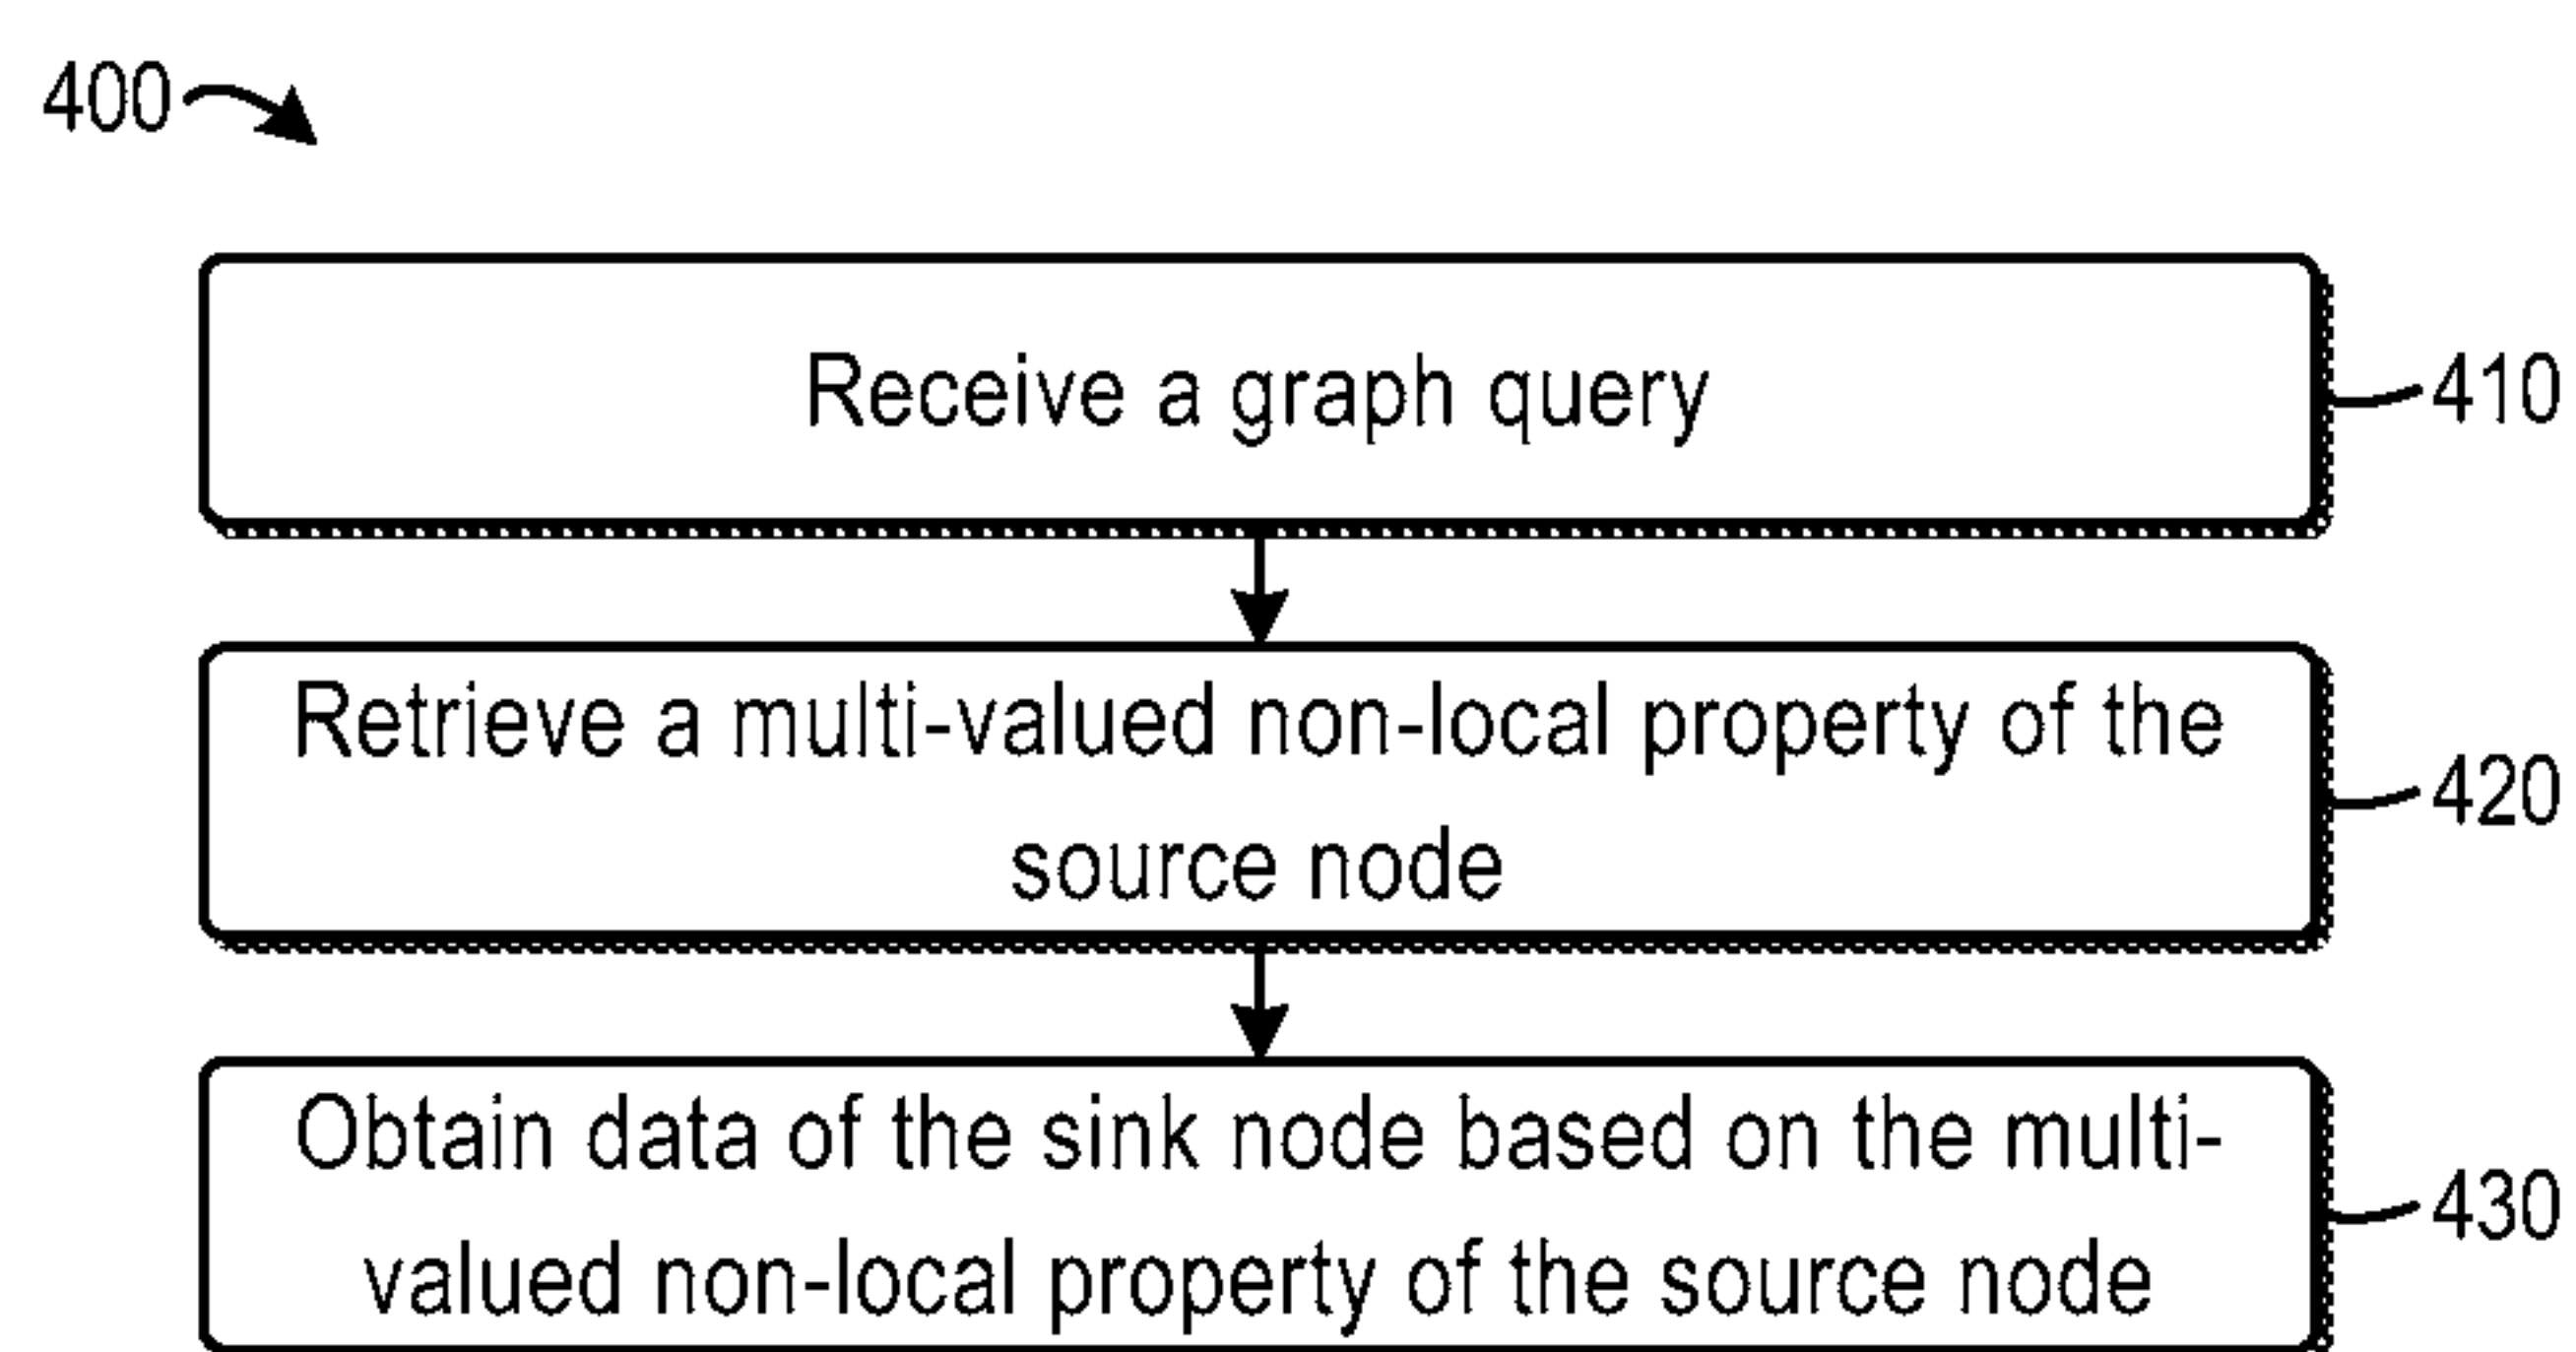 400
Receive a graph query
410
Retrieve a multi-valued non-local property of the
source node
420
Obtain data of the sink node based on the multi-
valued non-local property of the source node
430